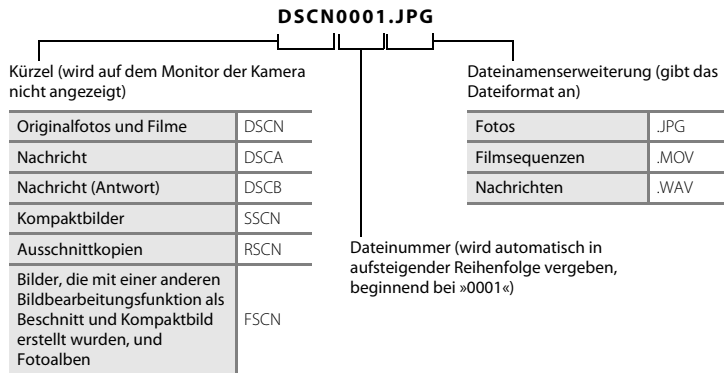 DSCN0001.JPG
Kürzel (wird auf dem Monitor der Kamera
nicht angezeigt)
Originalfotos und Filme DSCN
Nachricht DSCA
Nachricht (Antwort) DSCB
Kompaktbilder SSCN
Ausschnittkopien RSCN
Bilder, die mit einer anderen
Bildbearbeitungsfunktion als
Beschnitt und Kompaktbild
erstellt wurden, und
Fotoalben
FSCN
Dateinummer (wird automatisch in
aufsteigender Reihenfolge vergeben,
beginnend bei »0001«)
Dateinamenserweiterung (gibt das
Dateiformat an)
Fotos .JPG
Filmsequenzen .MOV
Nachrichten .WAV